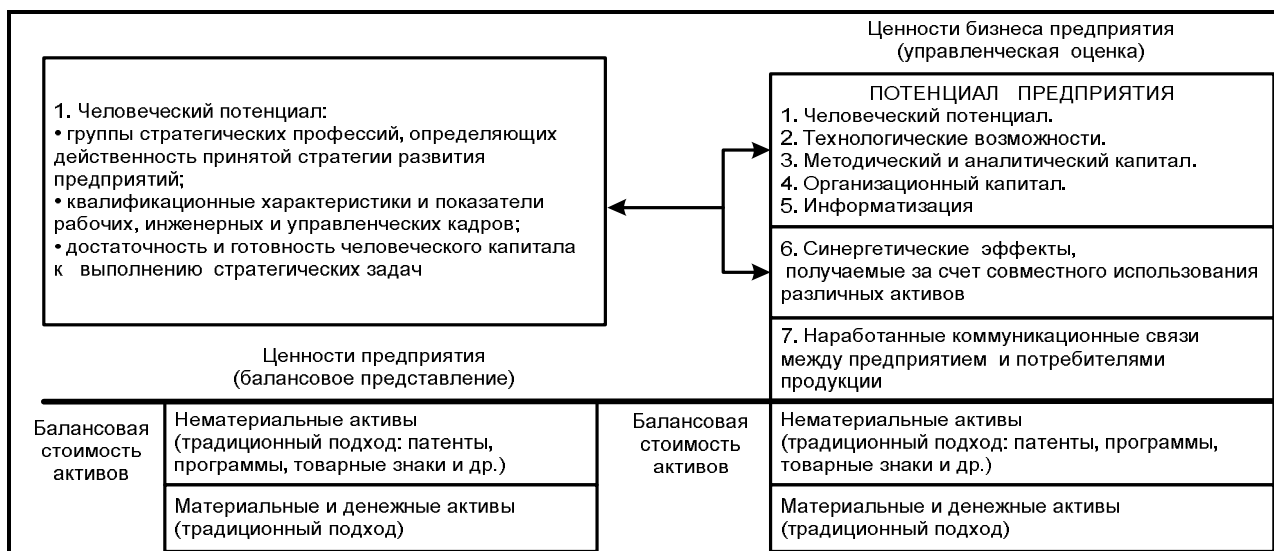 Ценности бизнеса предприятия
(управленческая оценка)
1. Человеческий потенциал:
• группы стратегических профессий, определяющих
действенность принятой стратегии развития
предприятий;
• квалификационные характеристики и показатели
рабочих, инженерных и управленческих кадров;
• достаточность и готовность человеческого капитала
к выполнению стратегических задач
ПОТЕНЦИАЛ ПРЕДПРИЯТИЯ
1. Человеческий потенциал.
2. Технологические возможности.
3. Методический и аналитический капитал.
4. Организационный капитал.
5. Информатизация
6. Синергетические эффекты,
получаемые за счет совместного использования
различных активов
7. Наработанные коммуникационные связи
между предприятием и потребителями
продукции
Ценности предприятия
(балансовое представление)
Балансовая
стоимость
активов
Нематериальные активы
(традиционный подход: патенты,
программы, товарные знаки и др.)
Материальные и денежные активы
(традиционный подход)
Балансовая
стоимость
активов
Нематериальные активы
(традиционный подход: патенты, программы,
товарные знаки и др.)
Материальные и денежные активы
(традиционный подход)